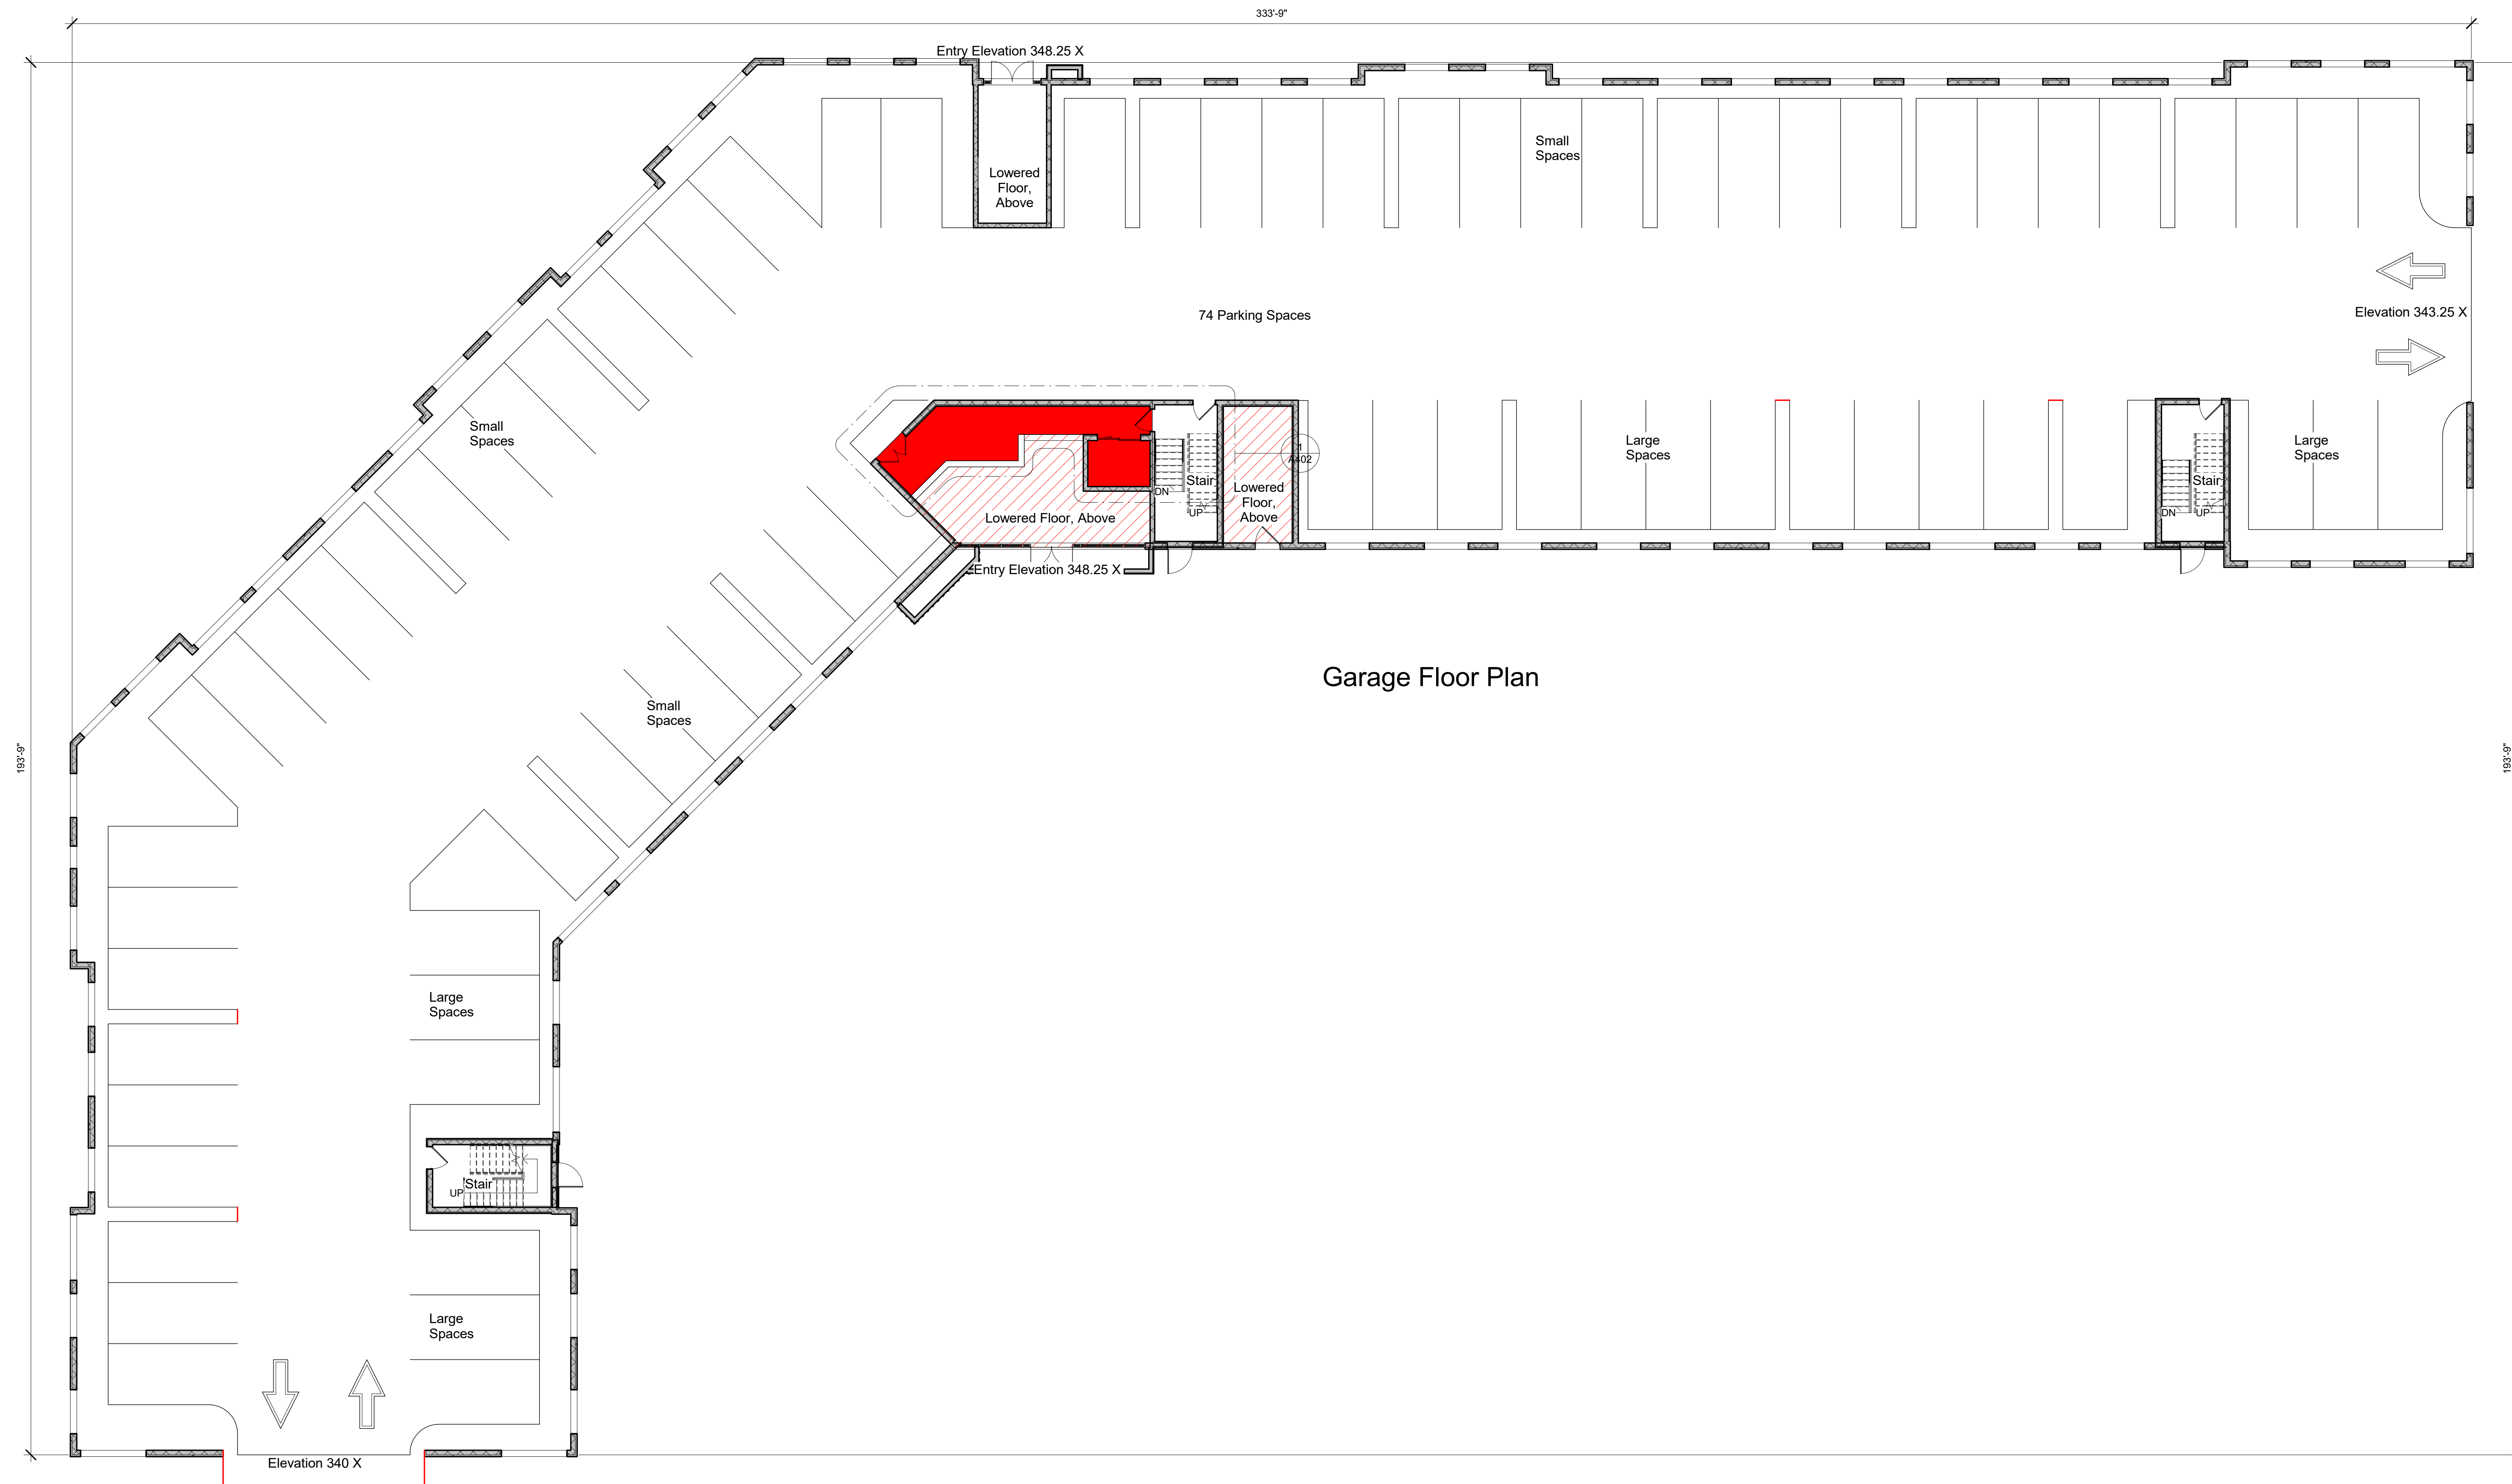 333'-9"
Entry Elevation 348.25 X
Small
Spaces
Lowered
Floor,
Above
74 Parking Spaces
Elevation 343.25 X
Small
Spaces
Large
Spaces
Large
Spaces
1
A402
Stair
DN
UP
Lowered
Floor,
Above
Lowered Floor, Above
Stair
DN
UP
Entry Elevation 348.25 X
Garage Floor Plan
Small
Spaces
193'-9"
193'-9"
Large
Spaces
Stair
UP
Large
Spaces
Elevation 340 X